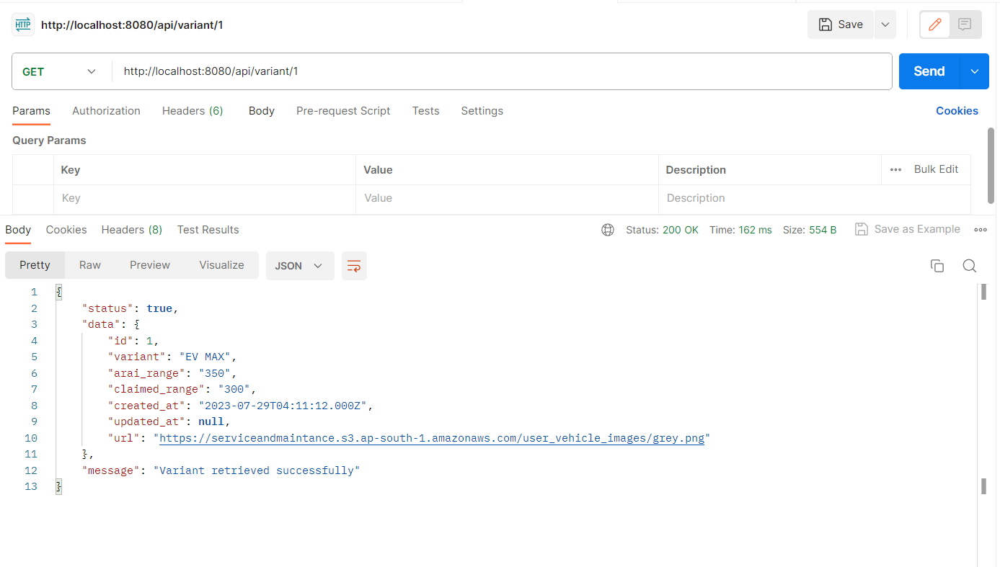 HTTP http://localhost:8080/api/variant/1 Save
GET http://localhost:8080/api/variant/1 Send
Params Authorization Headers (6) Body Pre-request Script Tests Settings Cookies
Query Params
Key Value Description Bulk Edit
Key Value Description
Body Cookies Headers (8) Test Results Status: 200 OK Time: 162 ms Size: 554 B Save as Example
Pretty Raw Preview Visualize JSON
1 {
2 "status": true,
3 "data": {
4 "id": 1,
5 "variant": "EV MAX",
6 "arai_range": "350",
7 "claimed_range": "300",
8 "created_at": "2023-07-29T04:11:12.000Z",
9 "updated_at": null,
10 "url": "https://serviceandmaintance.s3.ap-south-1.amazonaws.com/user_vehicle_images/grey.png"
11 },
12 "message": "Variant retrieved successfully"
13 }